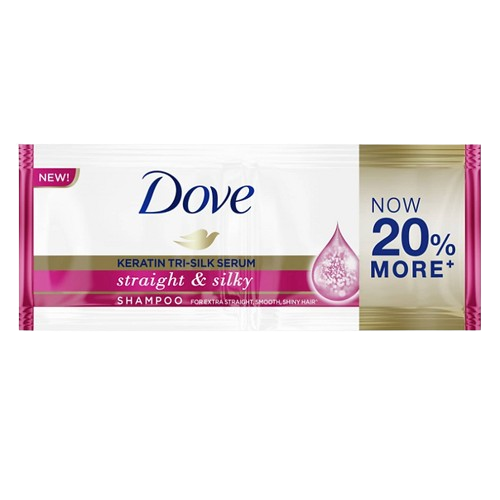 NEW!
Dove
KERATIN TRI-SILK SERUM
straight & silky
SHAMPOO FOR EXTRA STRAIGHT, SMOOTH, SHINY HAIR*
NOW
20%
MORE+